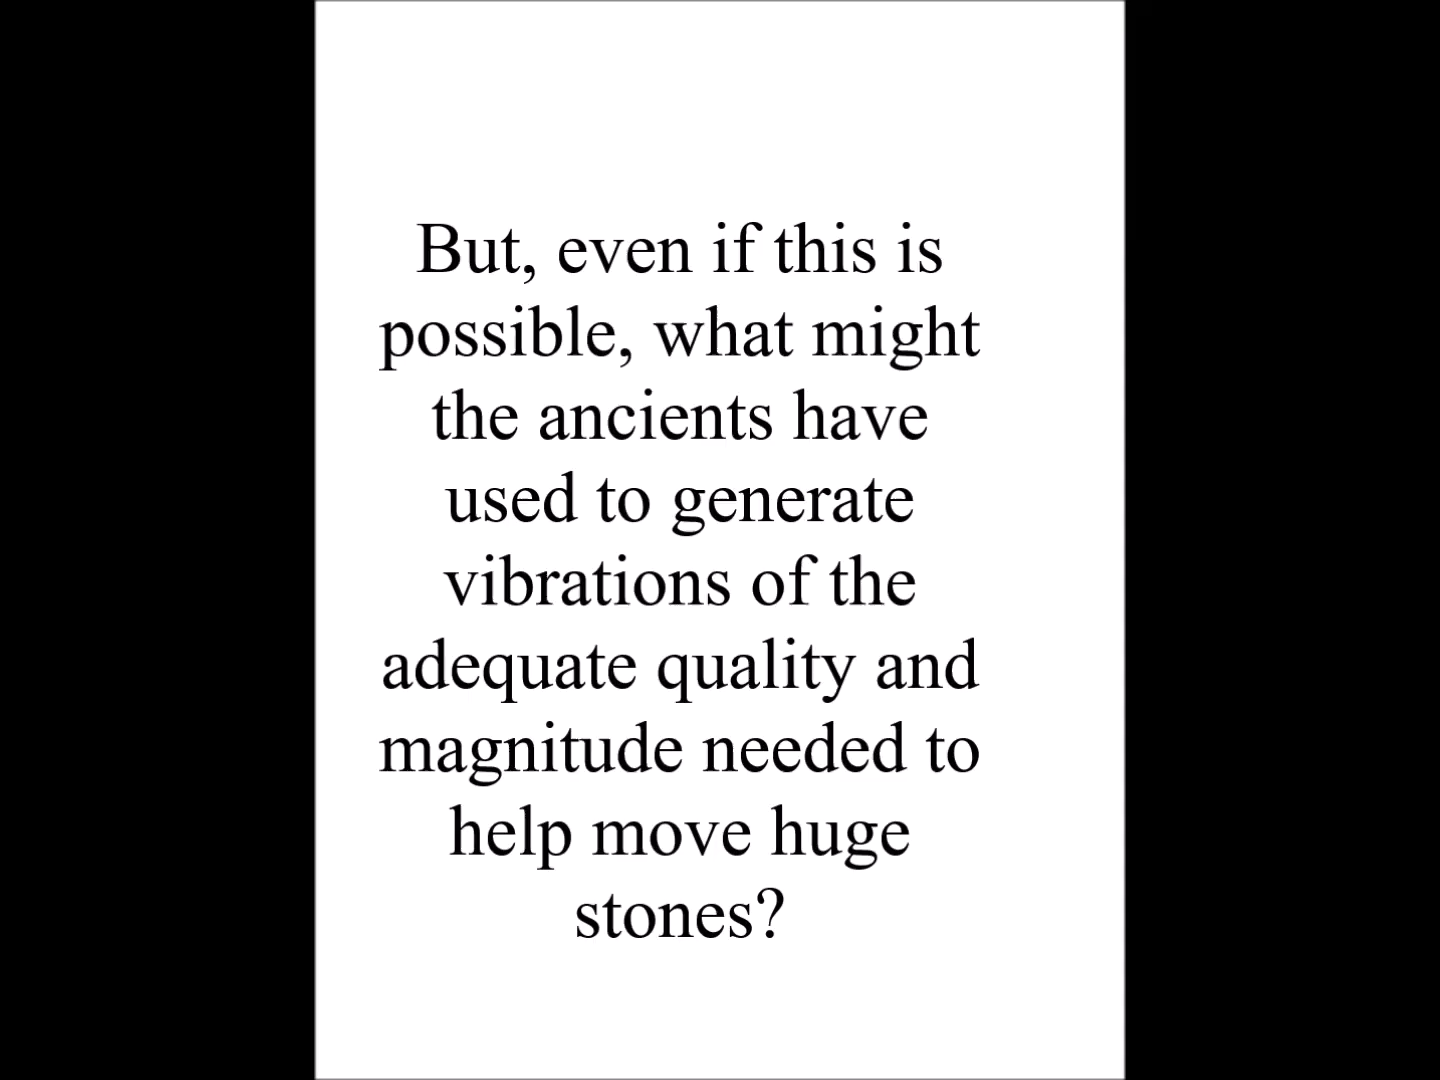 But, even if this is
possible, what might
the ancients have
used to generate
vibrations of the
adequate quality and
magnitude needed to
help move huge
stones?